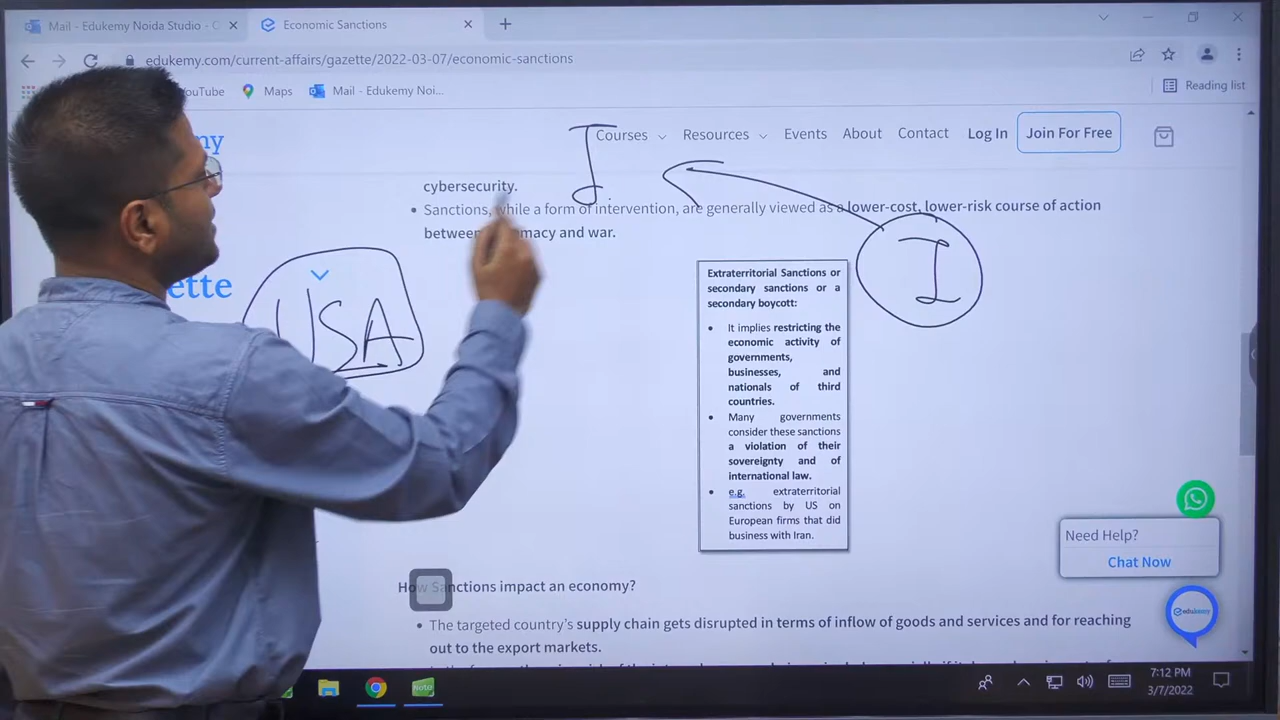 Mail - Edukemy Noida Studio - O
Economic Sanctions
edukemy.com/current-affairs/gazette/2022-03-07/economic-sanctions
Maps
Mail - Edukemy Noi...
Reading list
Courses
Resources
Events
About
Contact
Log In
Join For Free
cybersecurity.
• Sanctions, while a form of intervention, are generally viewed as a lower-cost, lower-risk course of action
between and war.
I
I
USA
Extraterritorial Sanctions or
secondary sanctions or a
secondary boycott:
• It implies restricting the
economic activity of
governments,
businesses, and
nationals of third
countries.
• Many governments
consider these sanctions
a violation of their
sovereignty and of
international law.
• e.g. extraterritorial
sanctions by US on
European firms that did
business with Iran.
Need Help?
Chat Now
edukemy
How Sanctions impact an economy?
• The targeted country's supply chain gets disrupted in terms of inflow of goods and services and for reaching
out to the export markets.
note
7:12 PM
3/7/2022